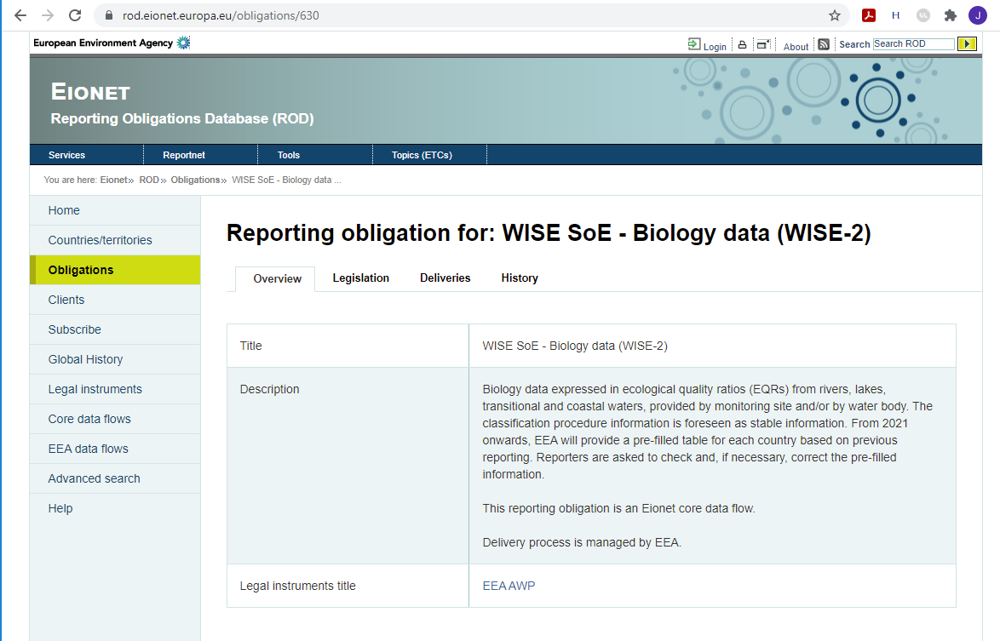 rod.eionet.europa.eu/obligations/630
H
UL
J
European Environment Agency
Login
About
Search
Search ROD
EIONET
Reporting Obligations Database (ROD)
Services
Reportnet
Tools
Topics (ETCs)
You are here: Eionet» ROD» Obligations» WISE SoE - Biology data ...
Home
Countries/territories
Obligations
Clients
Subscribe
Global History
Legal instruments
Core data flows
EEA data flows
Advanced search
Help
Reporting obligation for: WISE SoE - Biology data (WISE-2)
Overview
Legislation
Deliveries
History
Title
WISE SoE - Biology data (WISE-2)
Description
Biology data expressed in ecological quality ratios (EQRs) from rivers, lakes,
transitional and coastal waters, provided by monitoring site and/or by water body. The
classification procedure information is foreseen as stable information. From 2021
onwards, EEA will provide a pre-filled table for each country based on previous
reporting. Reporters are asked to check and, if necessary, correct the pre-filled
information.
This reporting obligation is an Eionet core data flow.
Delivery process is managed by EEA.
Legal instruments title
EEA AWP